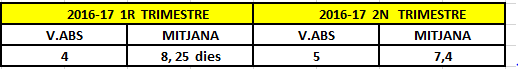 2016-17 1R TRIMESTRE 2016-17 2N TRIMESTRE
V.ABS MITJANA V.ABS MITJANA
4 8, 25 dies 5 7,4